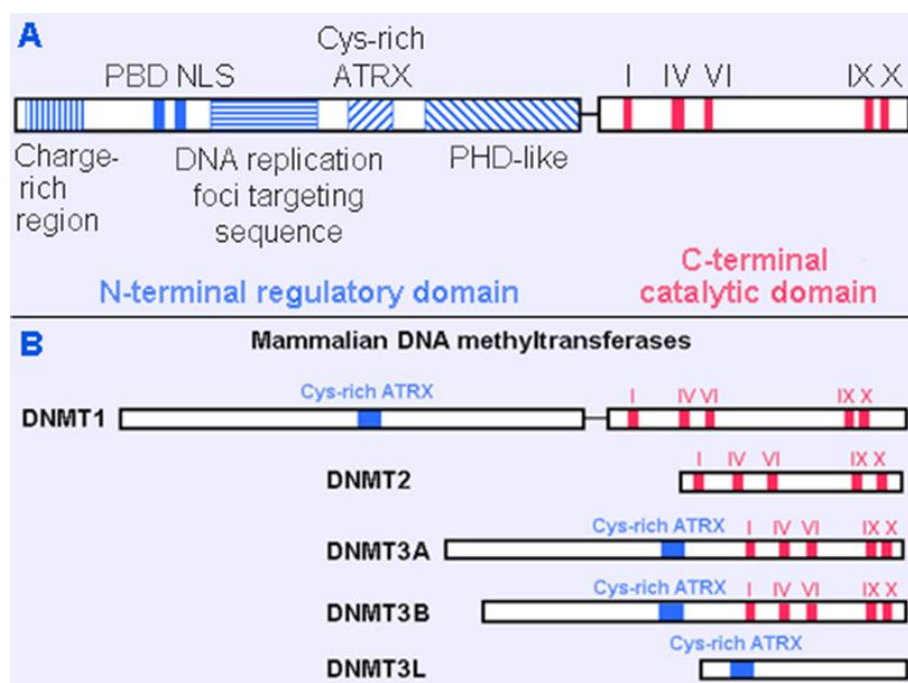 A
Cys-rich
PBD NLS ATRX I IV VI IX X
Charge-
rich
region
DNA replication
foci targeting
sequence
PHD-like
N-terminal regulatory domain
C-terminal
catalytic domain
B
Mammalian DNA methyltransferases
Cys-rich ATRX I IV VI IX X
DNMT1
I IV VI IX X
DNMT2
Cys-rich ATRX I IV VI IX X
DNMT3A
Cys-rich ATRX I IV VI IX X
DNMT3B
Cys-rich ATRX
DNMT3L